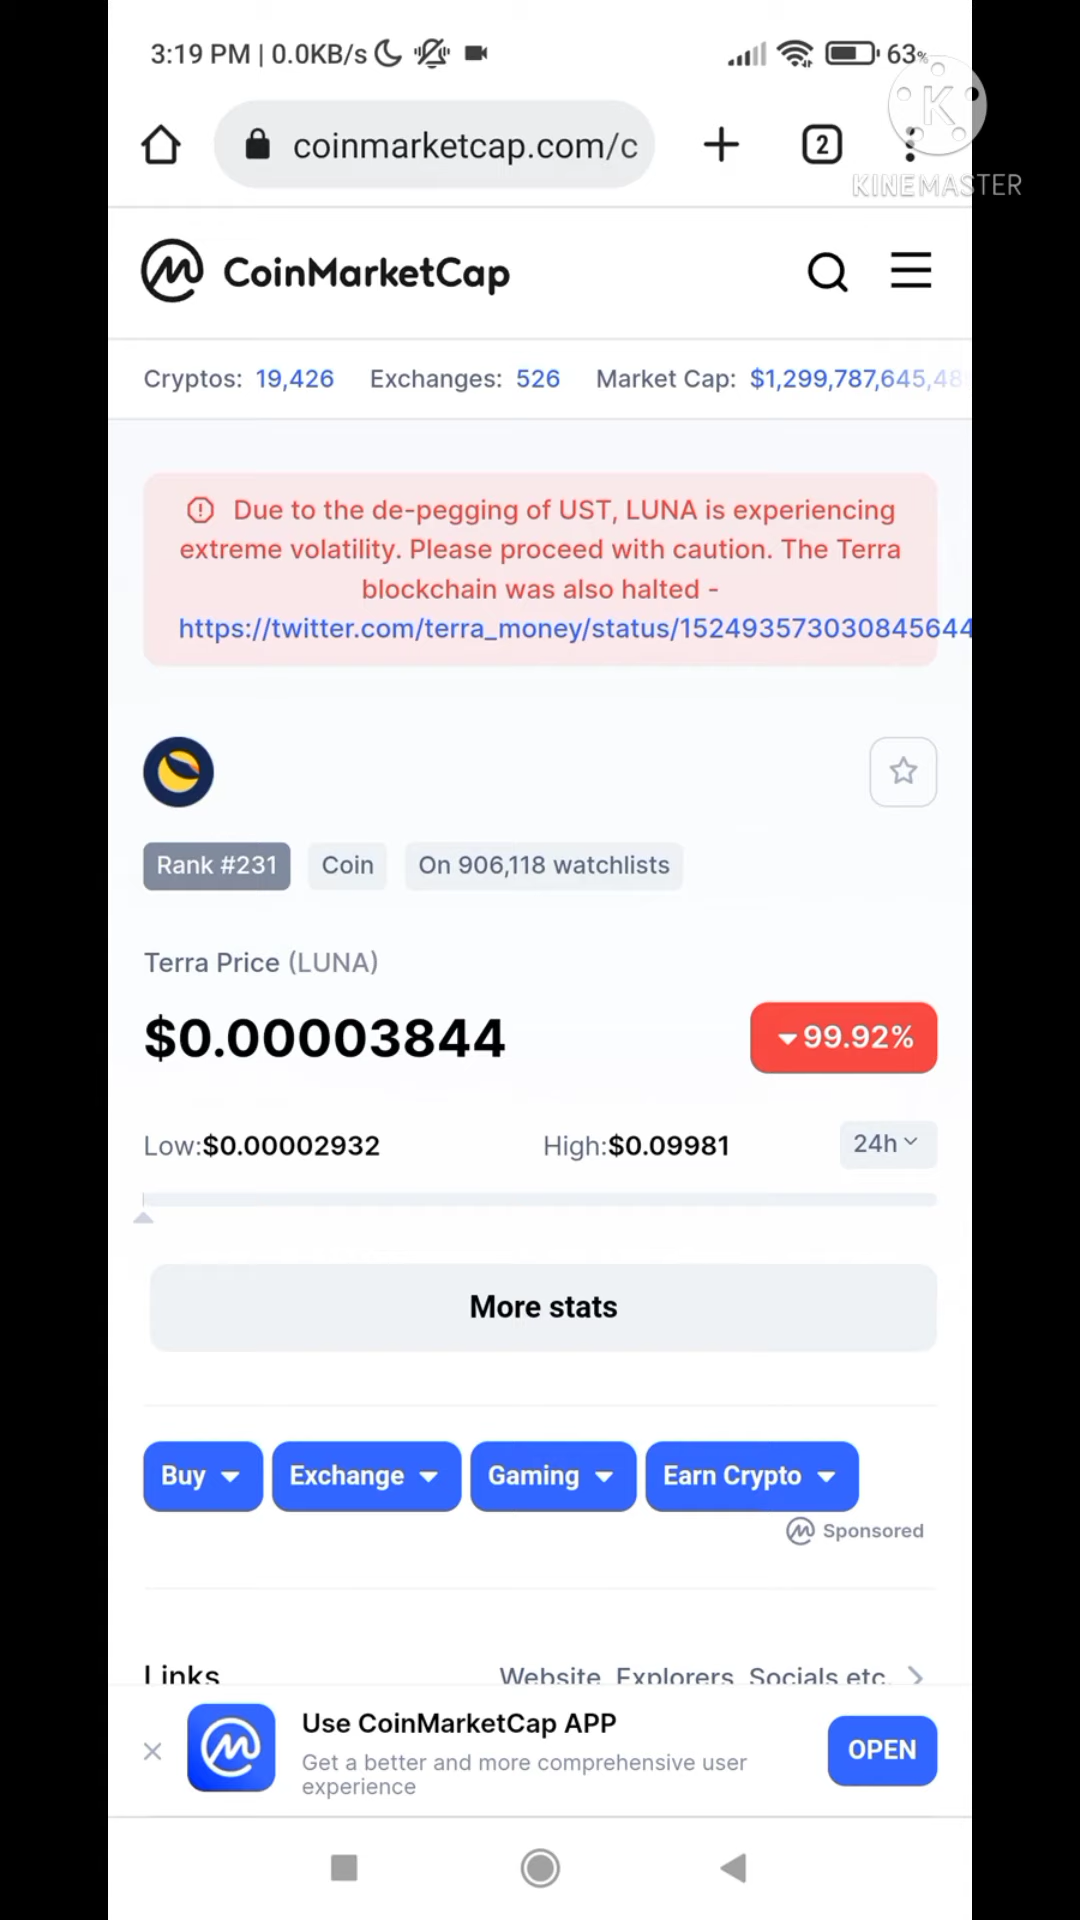 3:19 PM | 0.0KB/s 63%
coinmarketcap.com/c 2
KINEMASTER
CoinMarketCap
Cryptos: 19,426 Exchanges: 526 Market Cap: $1,299,787,645,48
Due to the de-pegging of UST, LUNA is experiencing
extreme volatility. Please proceed with caution. The Terra
blockchain was also halted -
https://twitter.com/terra_money/status/152493573030845644
Rank #231 Coin On 906,118 watchlists
Terra Price (LUNA)
$0.00003844 99.92%
Low:$0.00002932 High:$0.09981 24h
More stats
Buy Exchange Gaming Earn Crypto
Sponsored
Links Website, Explorers, Socials etc.
Use CoinMarketCap APP
Get a better and more comprehensive user
experience
OPEN